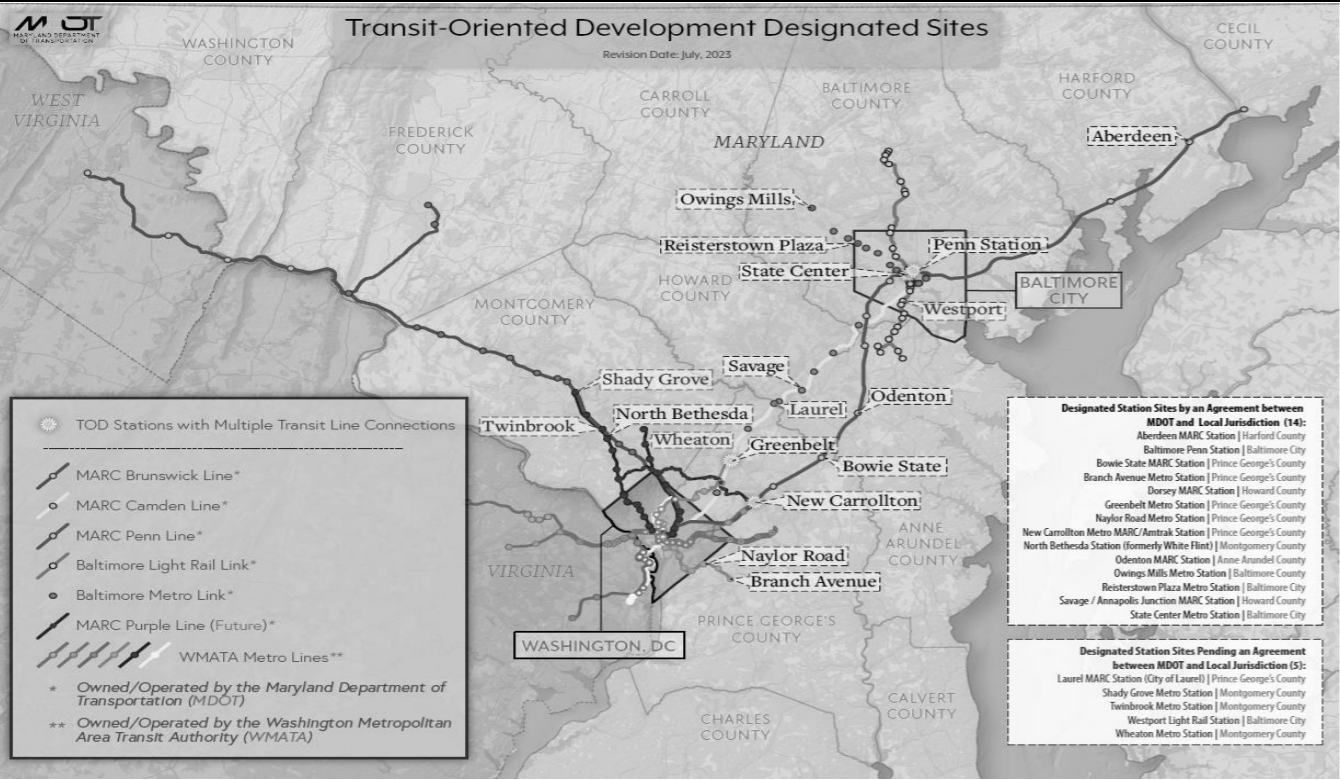 MDOT
MARYLAND DEPARTMENT
OF TRANSPORTATION
Transit-Oriented Development Designated Sites
Revision Date: July, 2023
WASHINGTON
COUNTY
CECIL
COUNTY
WEST
VIRGINIA
FREDERICK
COUNTY
CARROLL
COUNTY
BALTIMORE
COUNTY
HARFORD
COUNTY
MARYLAND
Aberdeen
Owings Mills
Reisterstown Plaza
Penn Station
State Center
BALTIMORE
CITY
HOWARD
COUNTY
MONTGOMERY
COUNTY
Westport
Savage
Shady Grove
Laurel
Odenton
North Bethesda
Twinbrook
Wheaton
Greenbelt
Bowie State
New Carrollton
ANNE
ARUNDEL
COUNTY
VIRGINIA
Naylor Road
Branch Avenue
PRINCE GEORGE'S
COUNTY
WASHINGTON, DC
CHARLES
COUNTY
CALVERT
COUNTY
TOD Stations with Multiple Transit Line Connections
MARC Brunswick Line*
MARC Camden Line*
MARC Penn Line*
Baltimore Light Rail Link*
Baltimore Metro Link*
MARC Purple Line (Future)*
WMATA Metro Lines**
* Owned/Operated by the Maryland Department of
Transportation (MDOT)
** Owned/Operated by the Washington Metropolitan
Area Transit Authority (WMATA)
Designated Station Sites by an Agreement between
MDOT and Local Jurisdiction (14):
Aberdeen MARC Station | Harford County
Baltimore Penn Station | Baltimore City
Bowie State MARC Station | Prince George's County
Branch Avenue Metro Station | Prince George's County
Dorsey MARC Station | Howard County
Greenbelt Metro Station | Prince George's County
Naylor Road Metro Station | Prince George's County
New Carrollton Metro MARC/Amtrak Station | Prince George's County
North Bethesda Station (formerly White Flint) | Montgomery County
Odenton MARC Station | Anne Arundel County
Owings Mills Metro Station | Baltimore County
Reisterstown Plaza Metro Station | Baltimore City
Savage / Annapolis Junction MARC Station | Howard County
State Center Metro Station | Baltimore City
Designated Station Sites Pending an Agreement
between MDOT and Local Jurisdiction (5):
Laurel MARC Station (City of Laurel) | Prince George's County
Shady Grove Metro Station | Montgomery County
Twinbrook Metro Station | Montgomery County
Westport Light Rail Station | Baltimore City
Wheaton Metro Station | Montgomery County